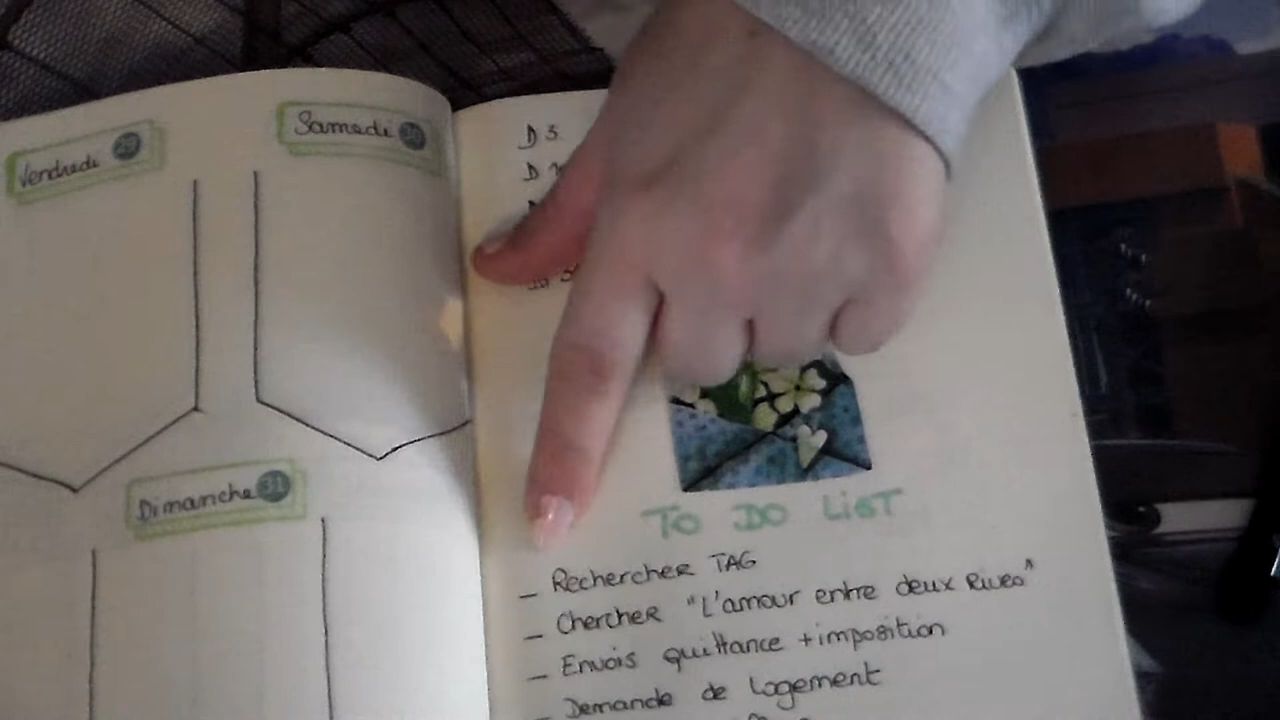 Vendredi 29
Samedi 30
Dimanche 31
D 3
D
TO DO LIST
_ Rechercher TAG
_ Chercher "L'amour entre deux Rives"
_ Envois quittance + imposition
_ Demande de logement